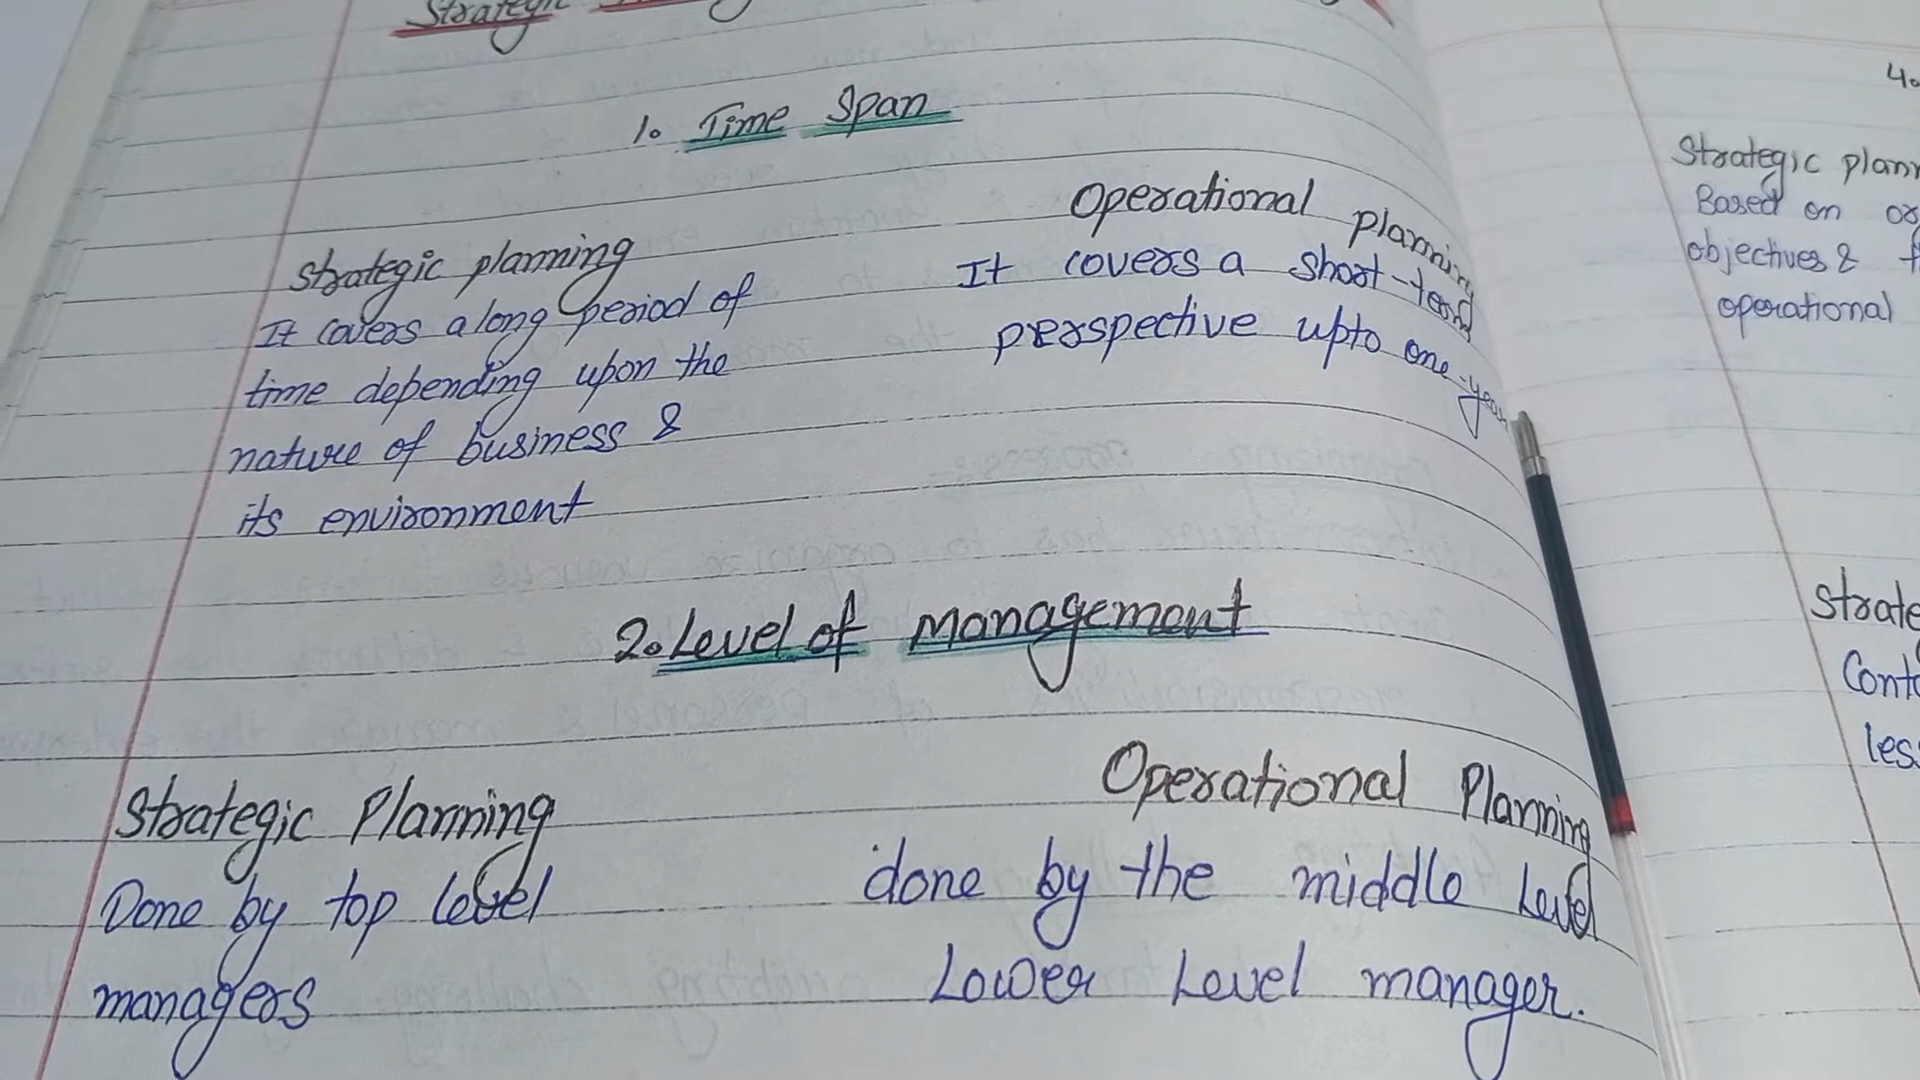 Strategic
1. Time Span
Strategic planning
It covers a long period of
time depending upon the
nature of business &
its environment
Operational planning
It covers a short-term
perspective upto one-year
2. Level of management
Strategic Planning
Done by top level
managers
Operational Planning
done by the middle Level
Lower Level manager.
4.
Strategic plann
Based on
objectives &
operational
Strate
Cont
les